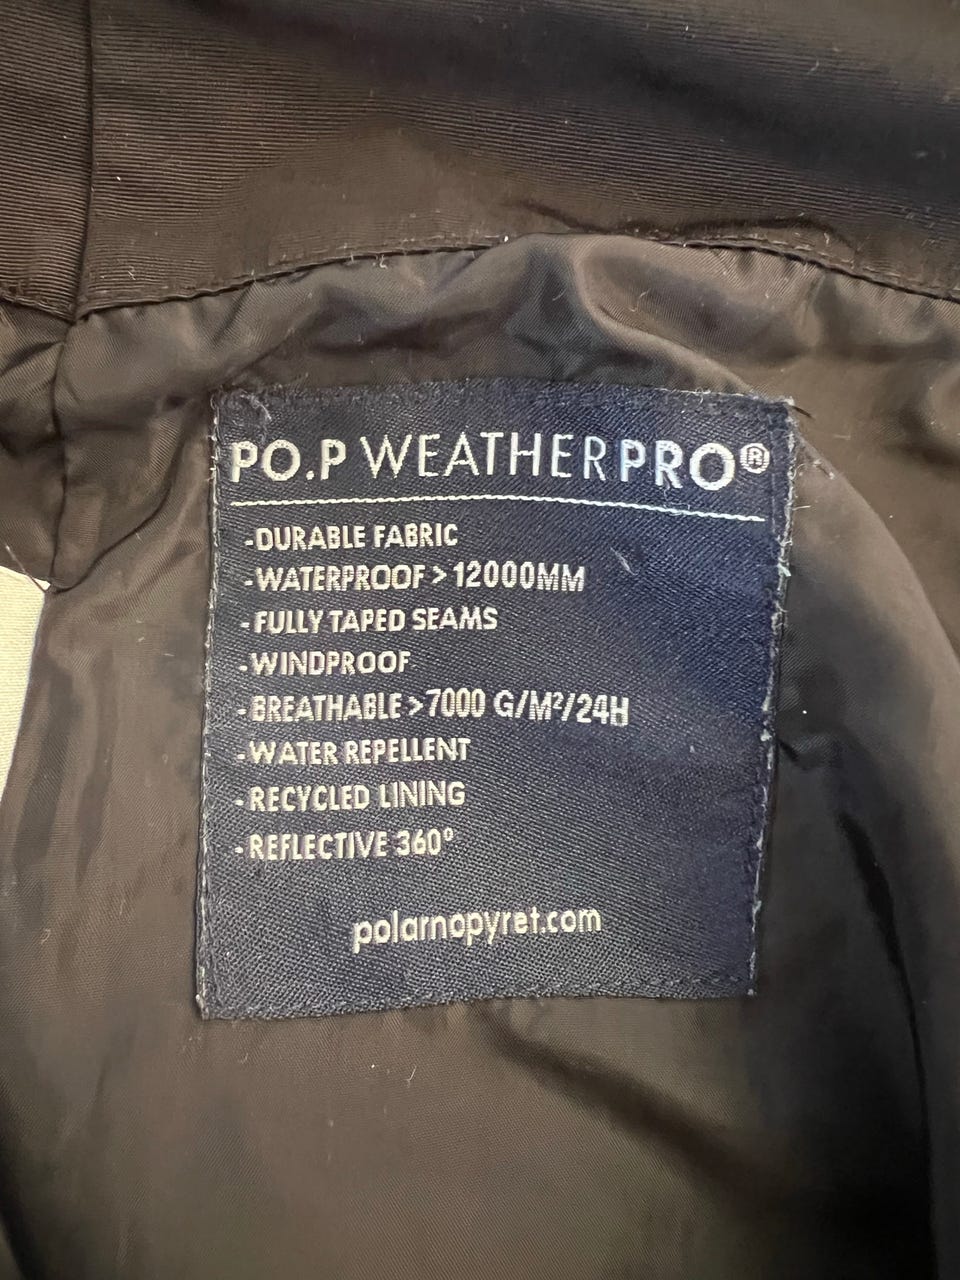 PO.P WEATHERPRO®
-DURABLE FABRIC
-WATERPROOF > 12000MM
-FULLY TAPED SEAMS
-WINDPROOF
-BREATHABLE >7000 G/M²/24H
-WATER REPELLENT
-RECYCLED LINING
-REFLECTIVE 360°
polarnopyret.com